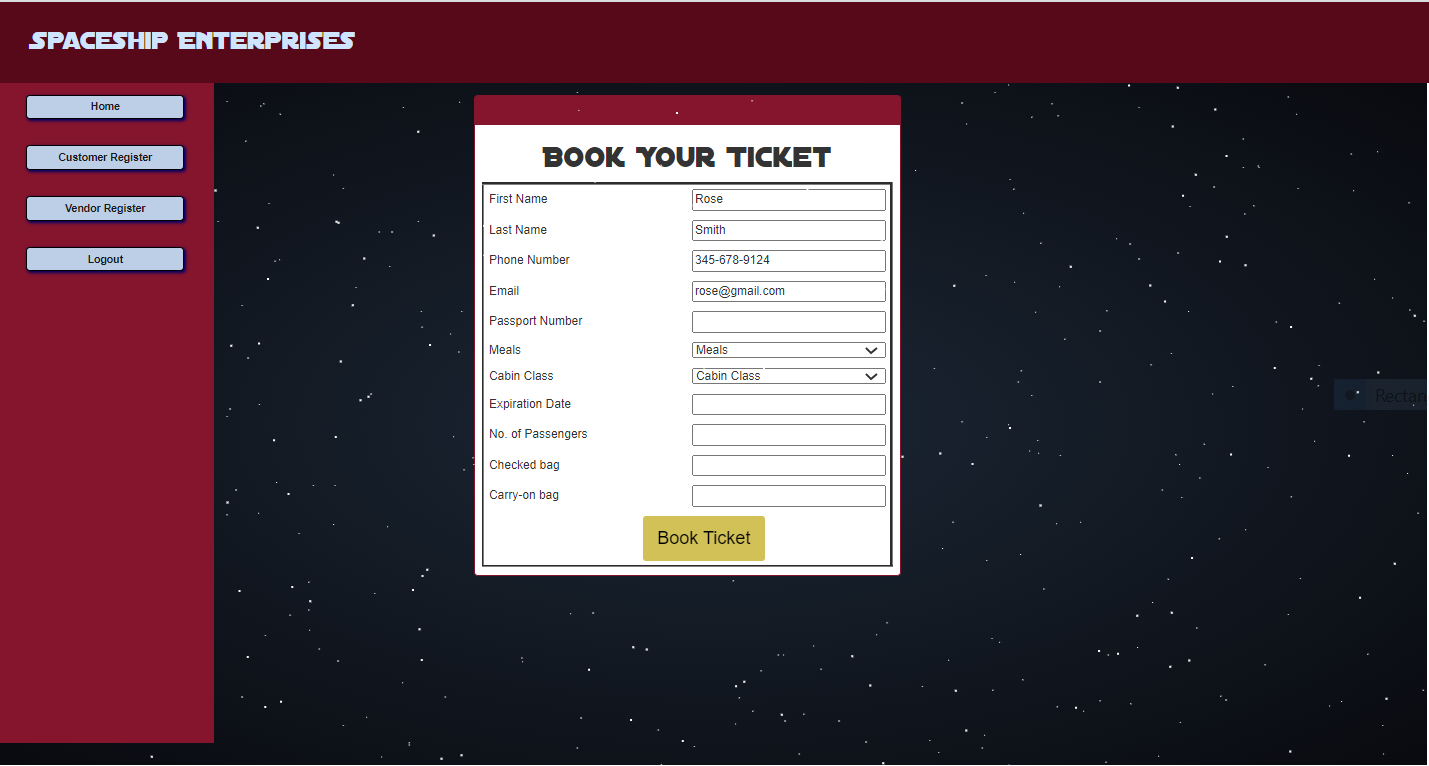 Spaceship Enterprises
Home
Customer Register
Vendor Register
Logout
Book Your Ticket
First Name Rose
Last Name Smith
Phone Number 345-678-9124
Email rose@gmail.com
Passport Number
Meals Meals
Cabin Class Cabin Class
Expiration Date
No. of Passengers
Checked bag
Carry-on bag
Book Ticket
Rectan